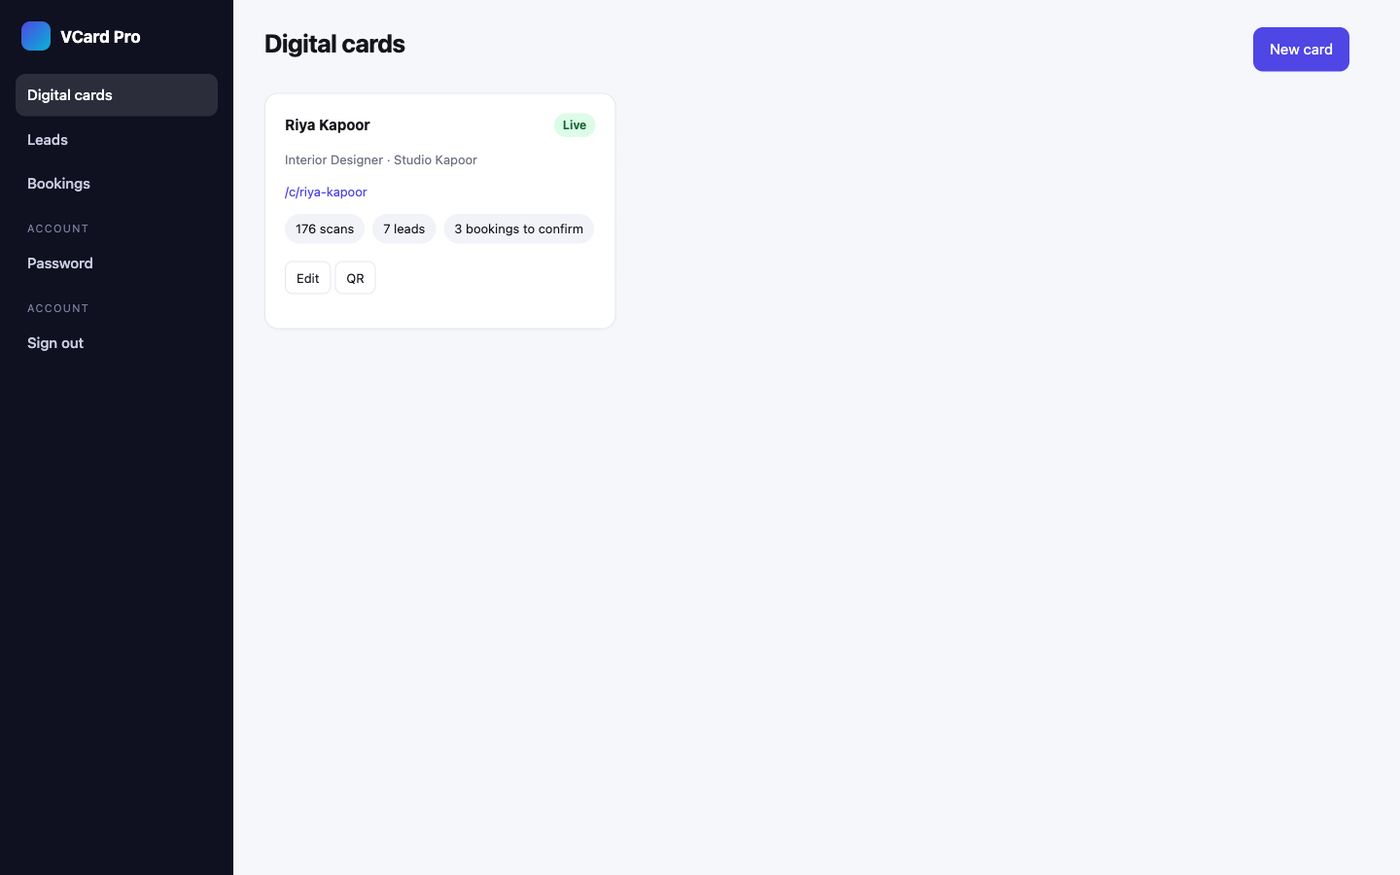 VCard Pro
Digital cards
Leads
Bookings
ACCOUNT
Password
ACCOUNT
Sign out
Digital cards
New card
Riya Kapoor
Live
Interior Designer · Studio Kapoor
/c/riya-kapoor
176 scans
7 leads
3 bookings to confirm
Edit
QR